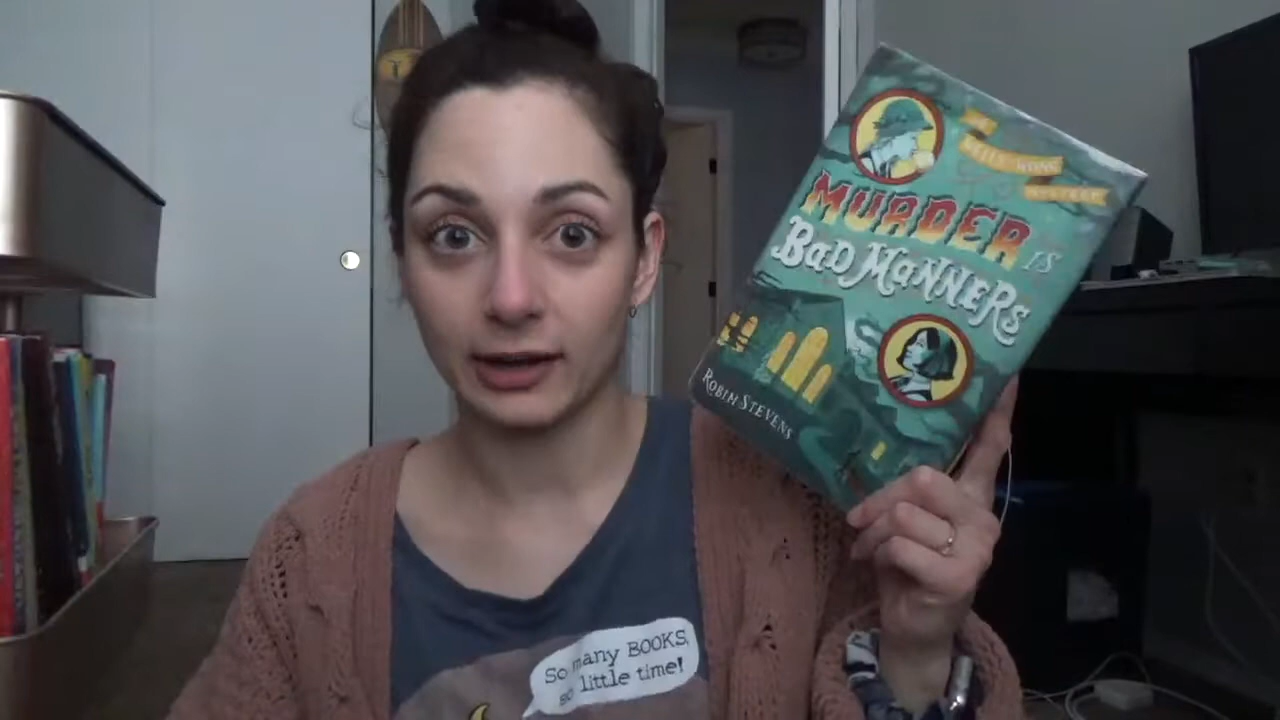 A
WELLS & WONG
MYSTERY
MURDER IS
BAD MANNERS
ROBIN STEVENS
So many BOOKS,
so little time!